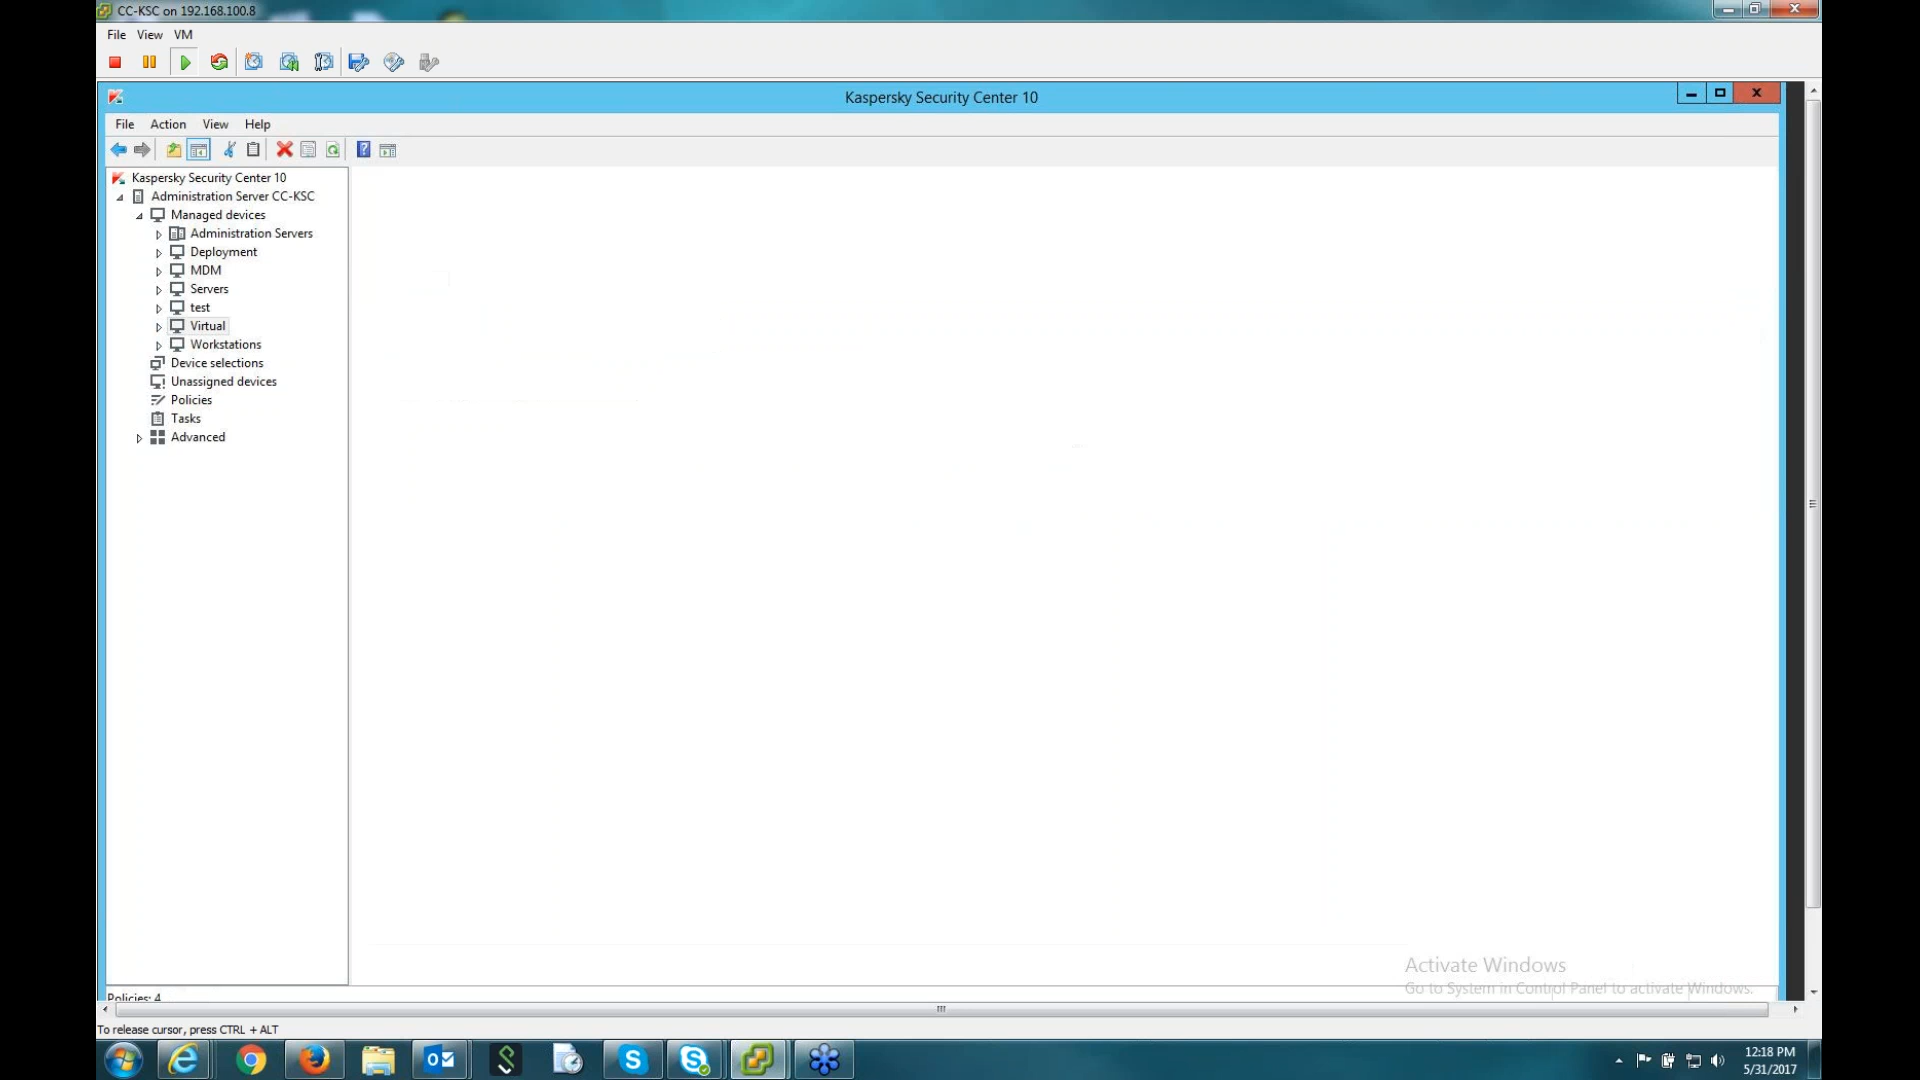 CC-KSC on 192.168.100.8
File View VM
Kaspersky Security Center 10
File Action View Help
Kaspersky Security Center 10
Administration Server CC-KSC
Managed devices
Administration Servers
Deployment
MDM
Servers
test
Virtual
Workstations
Device selections
Unassigned devices
Policies
Tasks
Advanced
Activate Windows
Go to System in Control Panel to activate Windows.
Policies: 4
To release cursor, press CTRL + ALT
12:18 PM
5/31/2017